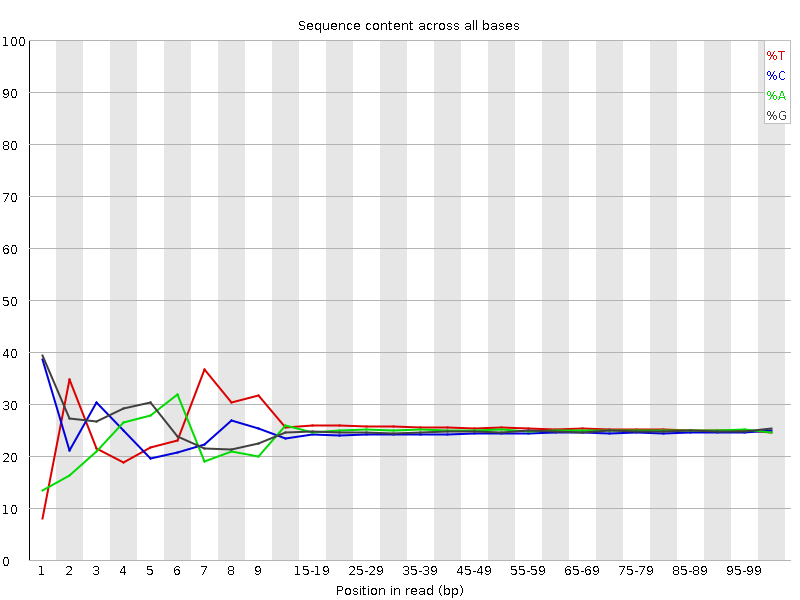 Sequence content across all bases
100
90
80
70
60
50
40
30
20
10
0
%T
%C
%A
%G
1 2 3 4 5 6 7 8 9 15-19 25-29 35-39 45-49 55-59 65-69 75-79 85-89 95-99
Position in read (bp)